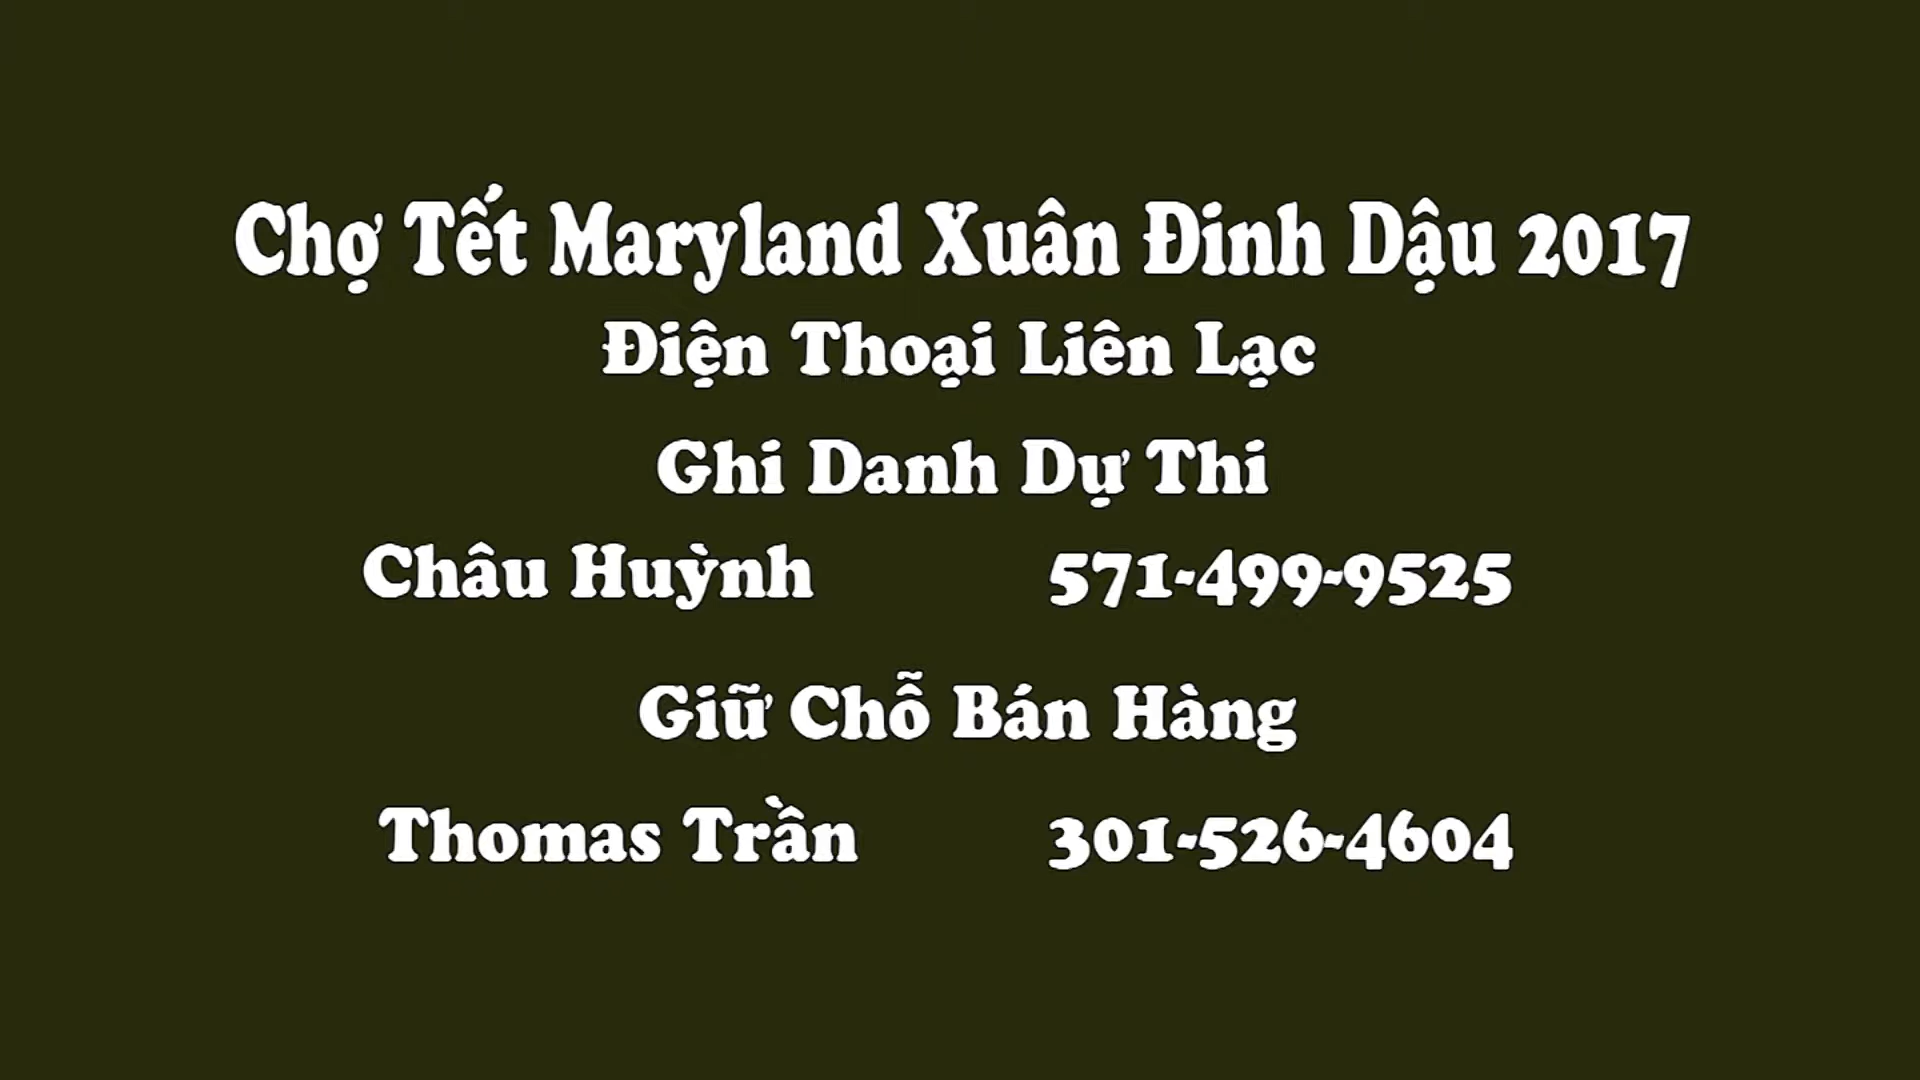 Chợ Tết Maryland Xuân Đinh Dậu 2017
Điện Thoại Liên Lạc
Ghi Danh Dự Thi
Châu Huỳnh 571-499-9525
Giữ Chỗ Bán Hàng
Thomas Trần 301-526-4604